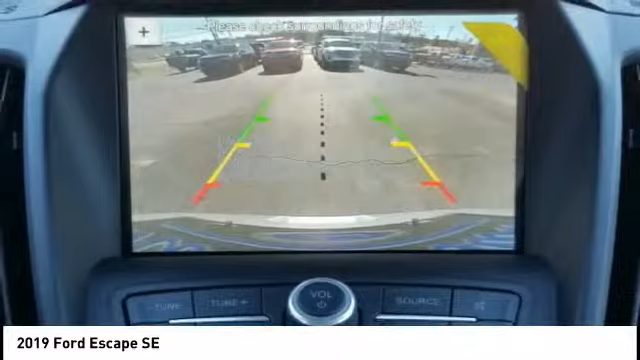 Please check surroundings for safety
+
VOL
- TUNE
TUNE +
SOURCE
2019 Ford Escape SE